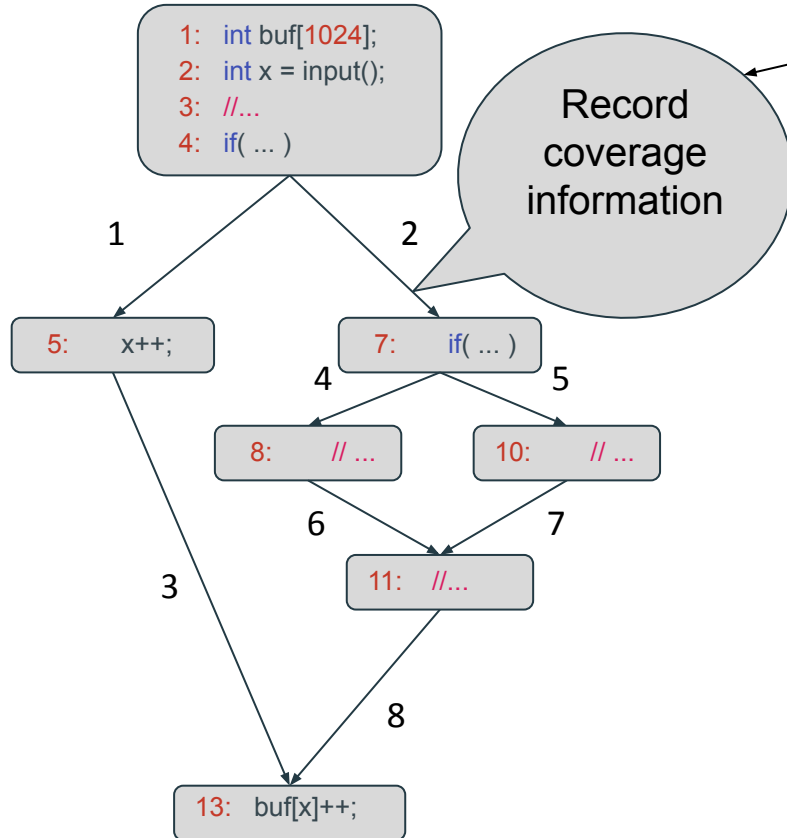 1: int buf[1024];
2: int x = input();
3: //...
4: if( ... )
Record
coverage
information
1
2
5: x++;
7: if( ... )
4
5
8: // ...
10: // ...
6
7
11: //...
3
8
13: buf[x]++;